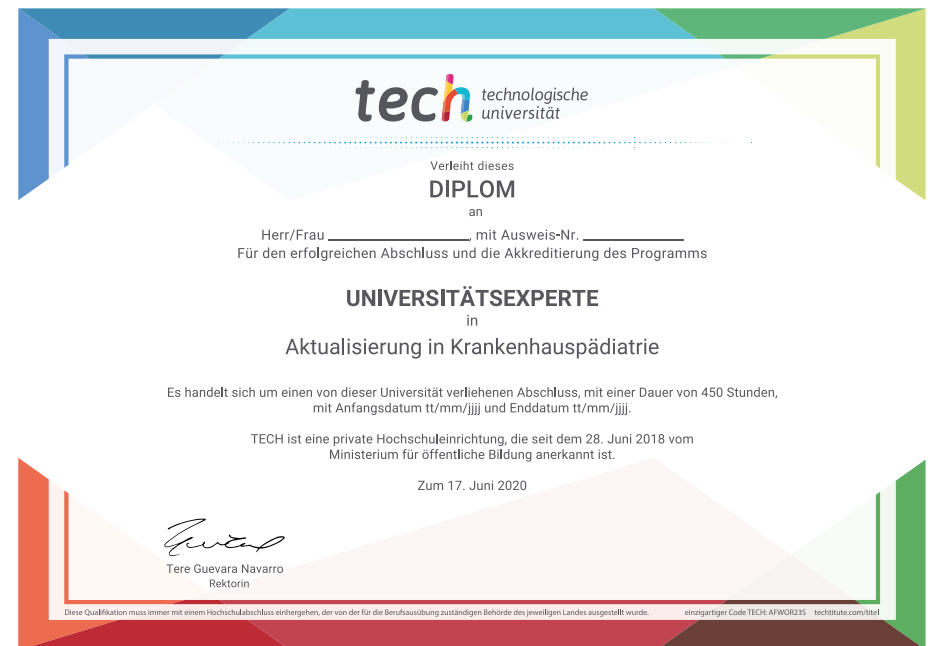 tech technologische
universität
Verleiht dieses
DIPLOM
an
Herr/Frau ____________________, mit Ausweis-Nr. ______________
Für den erfolgreichen Abschluss und die Akkreditierung des Programms
UNIVERSITÄTSEXPERTE
in
Aktualisierung in Krankenhauspädiatrie
Es handelt sich um einen von dieser Universität verliehenen Abschluss, mit einer Dauer von 450 Stunden,
mit Anfangsdatum tt/mm/jjjj und Enddatum tt/mm/jjjj.
TECH ist eine private Hochschuleinrichtung, die seit dem 28. Juni 2018 vom
Ministerium für öffentliche Bildung anerkannt ist.
Zum 17. Juni 2020
Tere Guevara Navarro
Rektorin
Diese Qualifikation muss immer mit einem Hochschulabschluss einhergehen, der von der für die Berufsausübung zuständigen Behörde des jeweiligen Landes ausgestellt wurde. einzigartiger Code TECH: AFWOR23S techtitute.com/titel